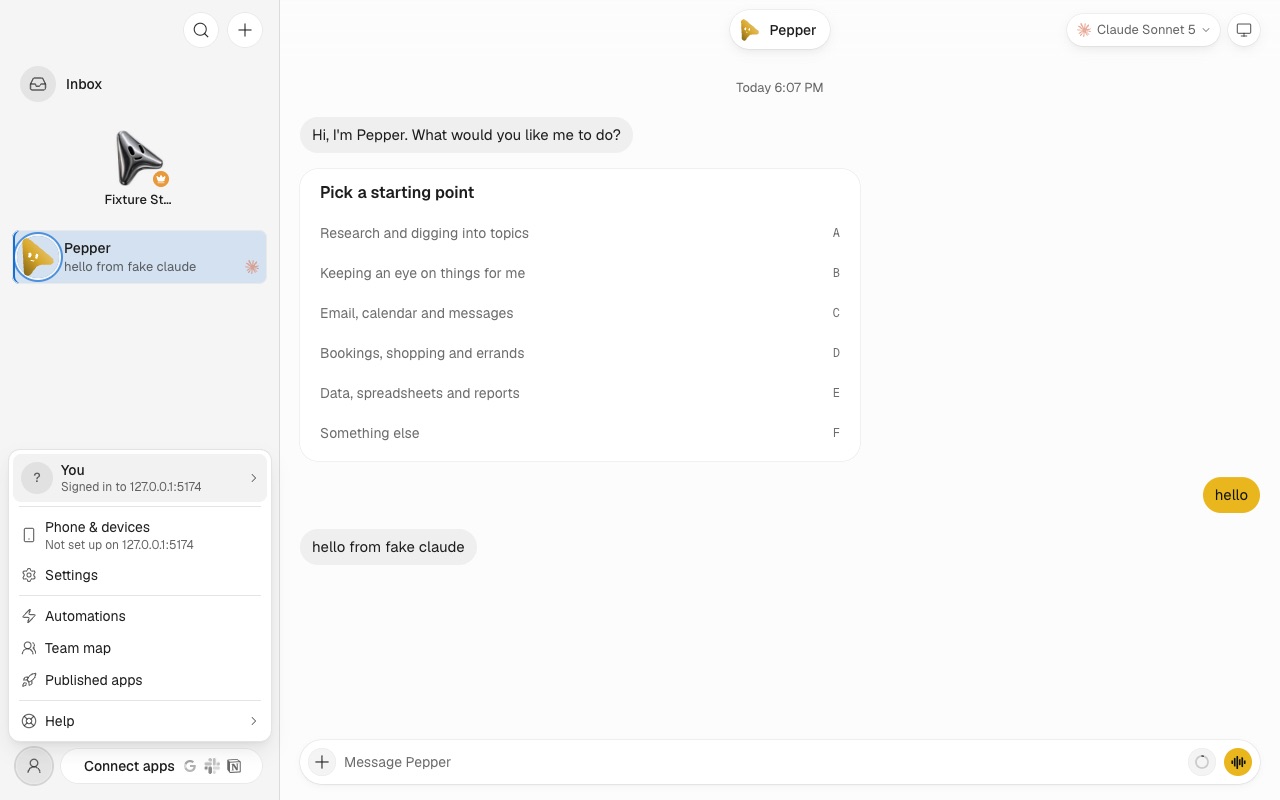 Inbox
Fixture St...
Pepper
hello from fake claude
?
You
Signed in to 127.0.0.1:5174
Phone & devices
Not set up on 127.0.0.1:5174
Settings
Automations
Team map
Published apps
Help
Connect apps
Pepper
Claude Sonnet 5
Today 6:07 PM
Hi, I'm Pepper. What would you like me to do?
Pick a starting point
Research and digging into topics A
Keeping an eye on things for me B
Email, calendar and messages C
Bookings, shopping and errands D
Data, spreadsheets and reports E
Something else F
hello
hello from fake claude
Message Pepper